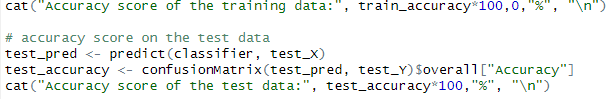 cat("Accuracy score of the training data:", train_accuracy*100,0,"%", "\n")
# accuracy score on the test data
test_pred <- predict(classifier, test_X)
test_accuracy <- confusionMatrix(test_pred, test_Y)$overall["Accuracy"]
cat("Accuracy score of the test data:", test_accuracy*100,"%", "\n")